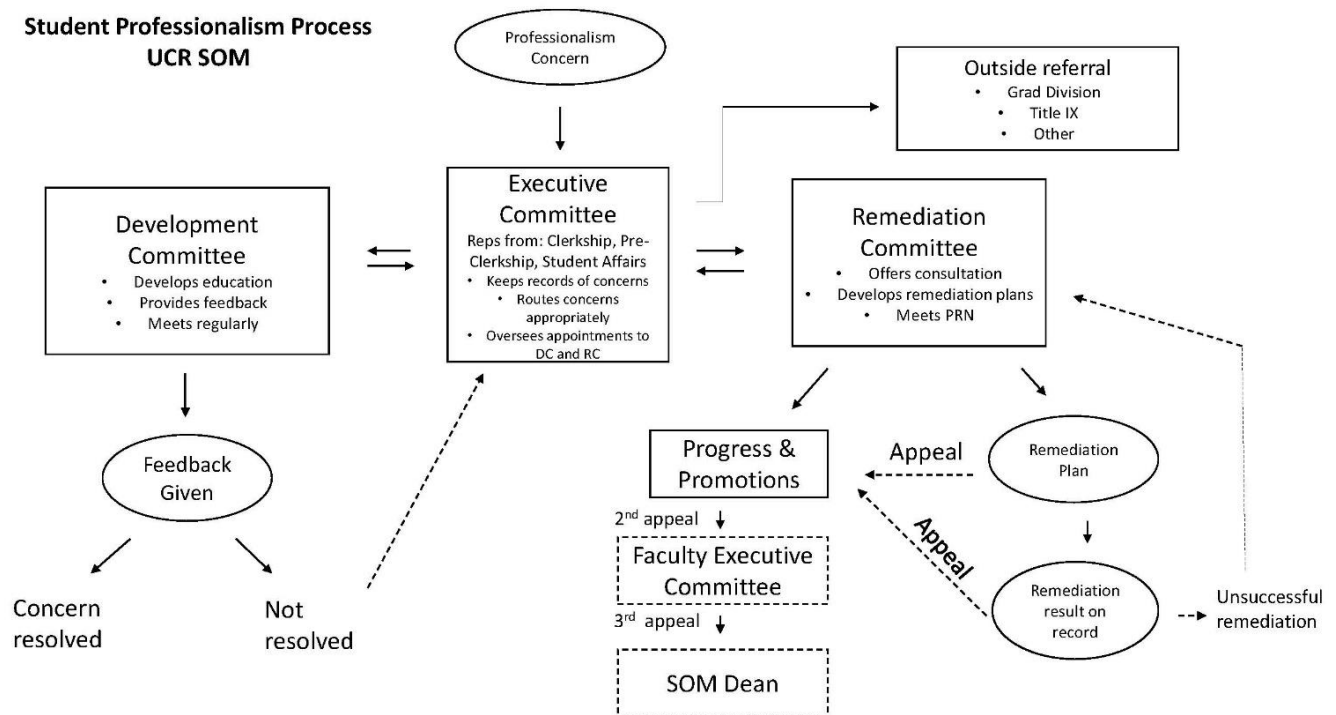 Student Professionalism Process
UCR SOM
Professionalism
Concern
Outside referral
• Grad Division
• Title IX
• Other
Development
Committee
• Develops education
• Provides feedback
• Meets regularly
Executive
Committee
Reps from: Clerkship, Pre-
Clerkship, Student Affairs
• Keeps records of concerns
• Routes concerns
appropriately
• Oversees appointments to
DC and RC
Remediation
Committee
• Offers consultation
• Develops remediation plans
• Meets PRN
Feedback
Given
Concern
resolved
Not
resolved
Progress &
Promotions
Appeal
Remediation
Plan
2nd appeal
Faculty Executive
Committee
Appeal
Remediation
result on
record
Unsuccessful
remediation
3rd appeal
SOM Dean